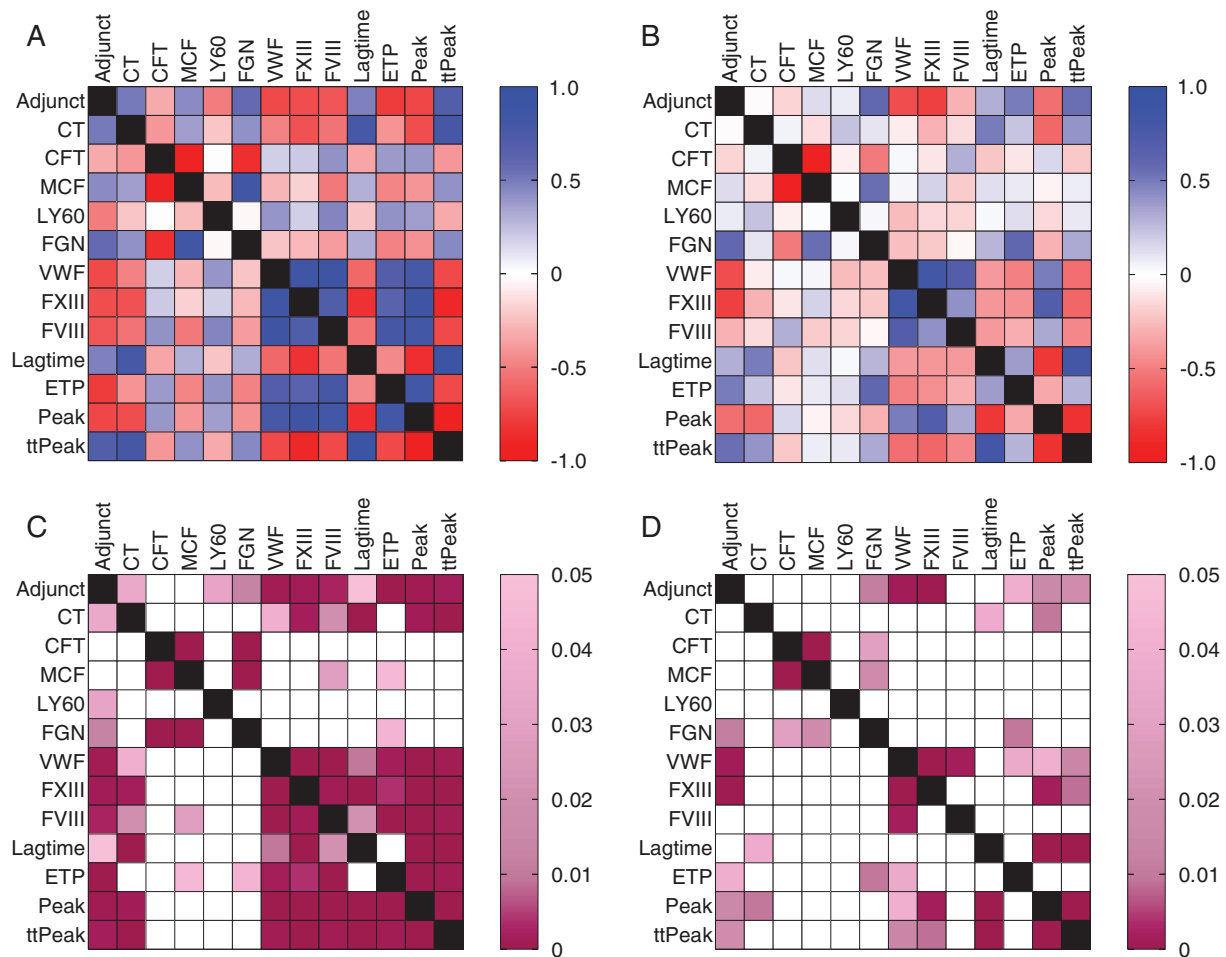 A
Adjunct CT CFT MCF LY60 FGN VWF FXIII FVIII Lagtime ETP Peak ttPeak
Adjunct
CT
CFT
MCF
LY60
FGN
VWF
FXIII
FVIII
Lagtime
ETP
Peak
ttPeak
1.0
0.5
0
-0.5
-1.0
B
Adjunct CT CFT MCF LY60 FGN VWF FXIII FVIII Lagtime ETP Peak ttPeak
Adjunct
CT
CFT
MCF
LY60
FGN
VWF
FXIII
FVIII
Lagtime
ETP
Peak
ttPeak
1.0
0.5
0
-0.5
-1.0
C
Adjunct CT CFT MCF LY60 FGN VWF FXIII FVIII Lagtime ETP Peak ttPeak
Adjunct
CT
CFT
MCF
LY60
FGN
VWF
FXIII
FVIII
Lagtime
ETP
Peak
ttPeak
0.05
0.04
0.03
0.02
0.01
0
D
Adjunct CT CFT MCF LY60 FGN VWF FXIII FVIII Lagtime ETP Peak ttPeak
Adjunct
CT
CFT
MCF
LY60
FGN
VWF
FXIII
FVIII
Lagtime
ETP
Peak
ttPeak
0.05
0.04
0.03
0.02
0.01
0